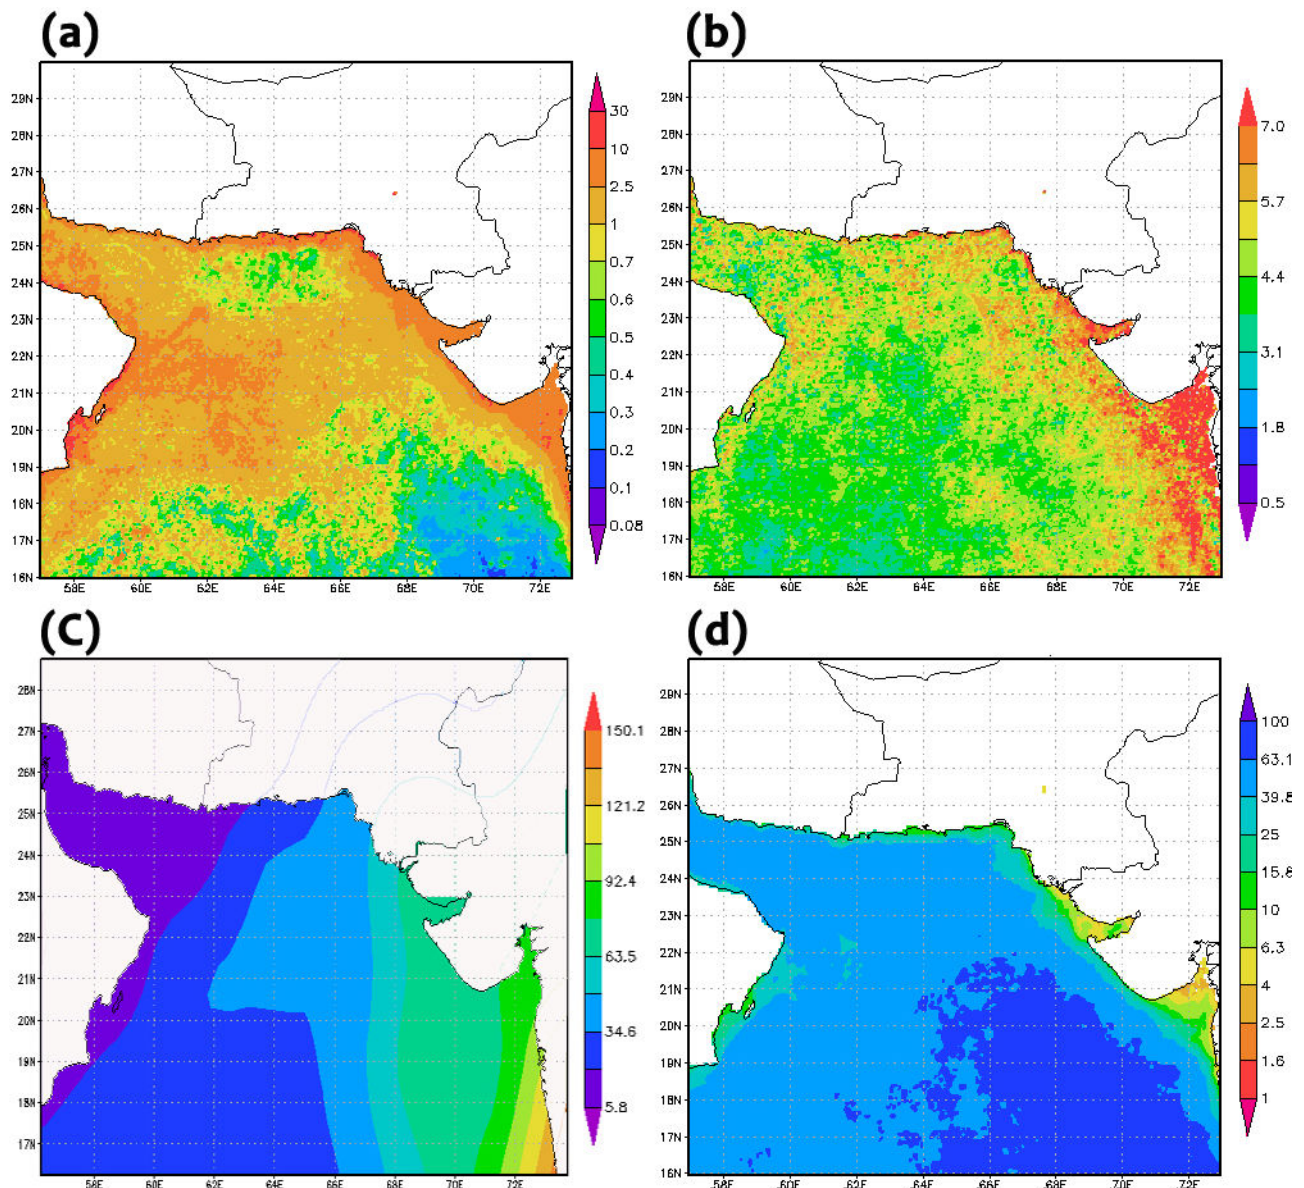 (a)
29N
28N
27N
26N
25N
24N
23N
22N
21N
20N
19N
18N
17N
16N
58E 60E 62E 64E 66E 68E 70E 72E
30
10
2.5
1
0.7
0.6
0.5
0.4
0.3
0.2
0.1
0.08
(b)
29N
28N
27N
26N
25N
24N
23N
22N
21N
20N
19N
18N
17N
16N
58E 60E 62E 64E 66E 68E 70E 72E
7.0
5.7
4.4
3.1
1.8
0.5
(C)
28N
27N
26N
25N
24N
23N
22N
21N
20N
19N
18N
17N
58E 60E 62E 64E 66E 68E 70E 72E
150.1
121.2
92.4
63.5
34.6
5.8
(d)
29N
28N
27N
26N
25N
24N
23N
22N
21N
20N
19N
18N
17N
16N
58E 60E 62E 64E 66E 68E 70E 72E
100
63.1
39.8
25
15.8
10
6.3
4
2.5
1.6
1